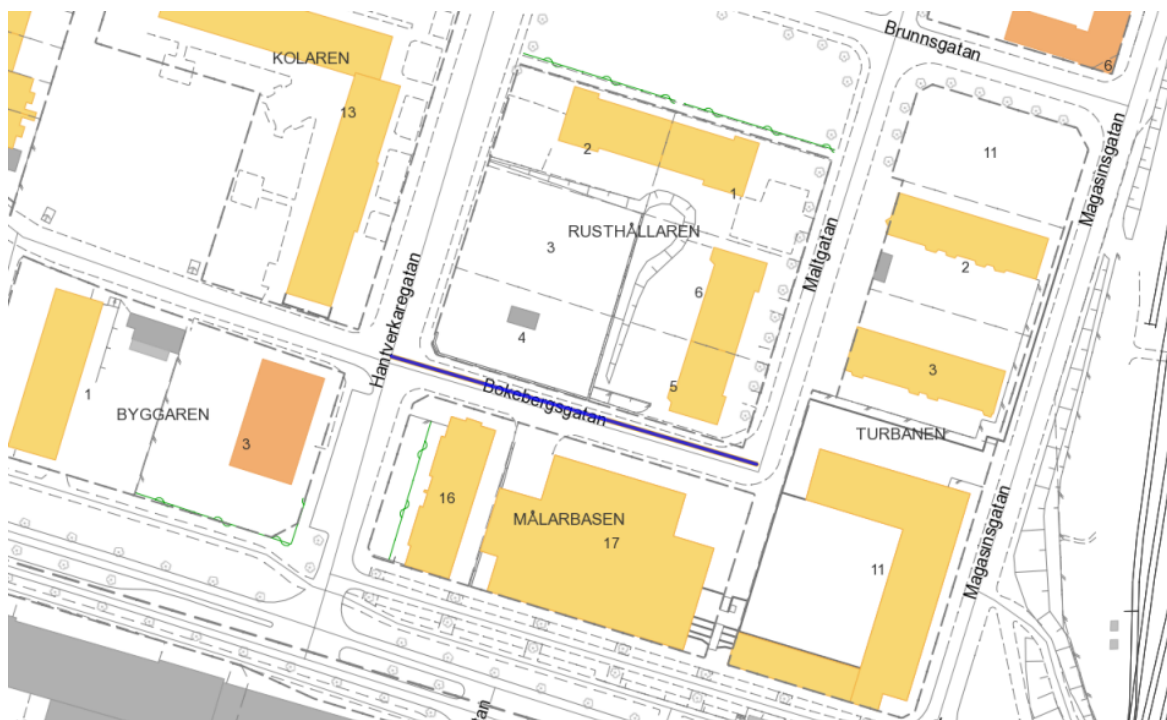 Brunnsgatan
6
KOLAREN
13
2
1
11
Magasinsgatan
RUSTHÅLLAREN
3
Maltgatan
2
6
4
Hantverkaregatan
5
3
1
BYGGAREN
3
Bokebergsgatan
TURBANEN
16
MÅLARBASEN
17
11
Magasinsgatan